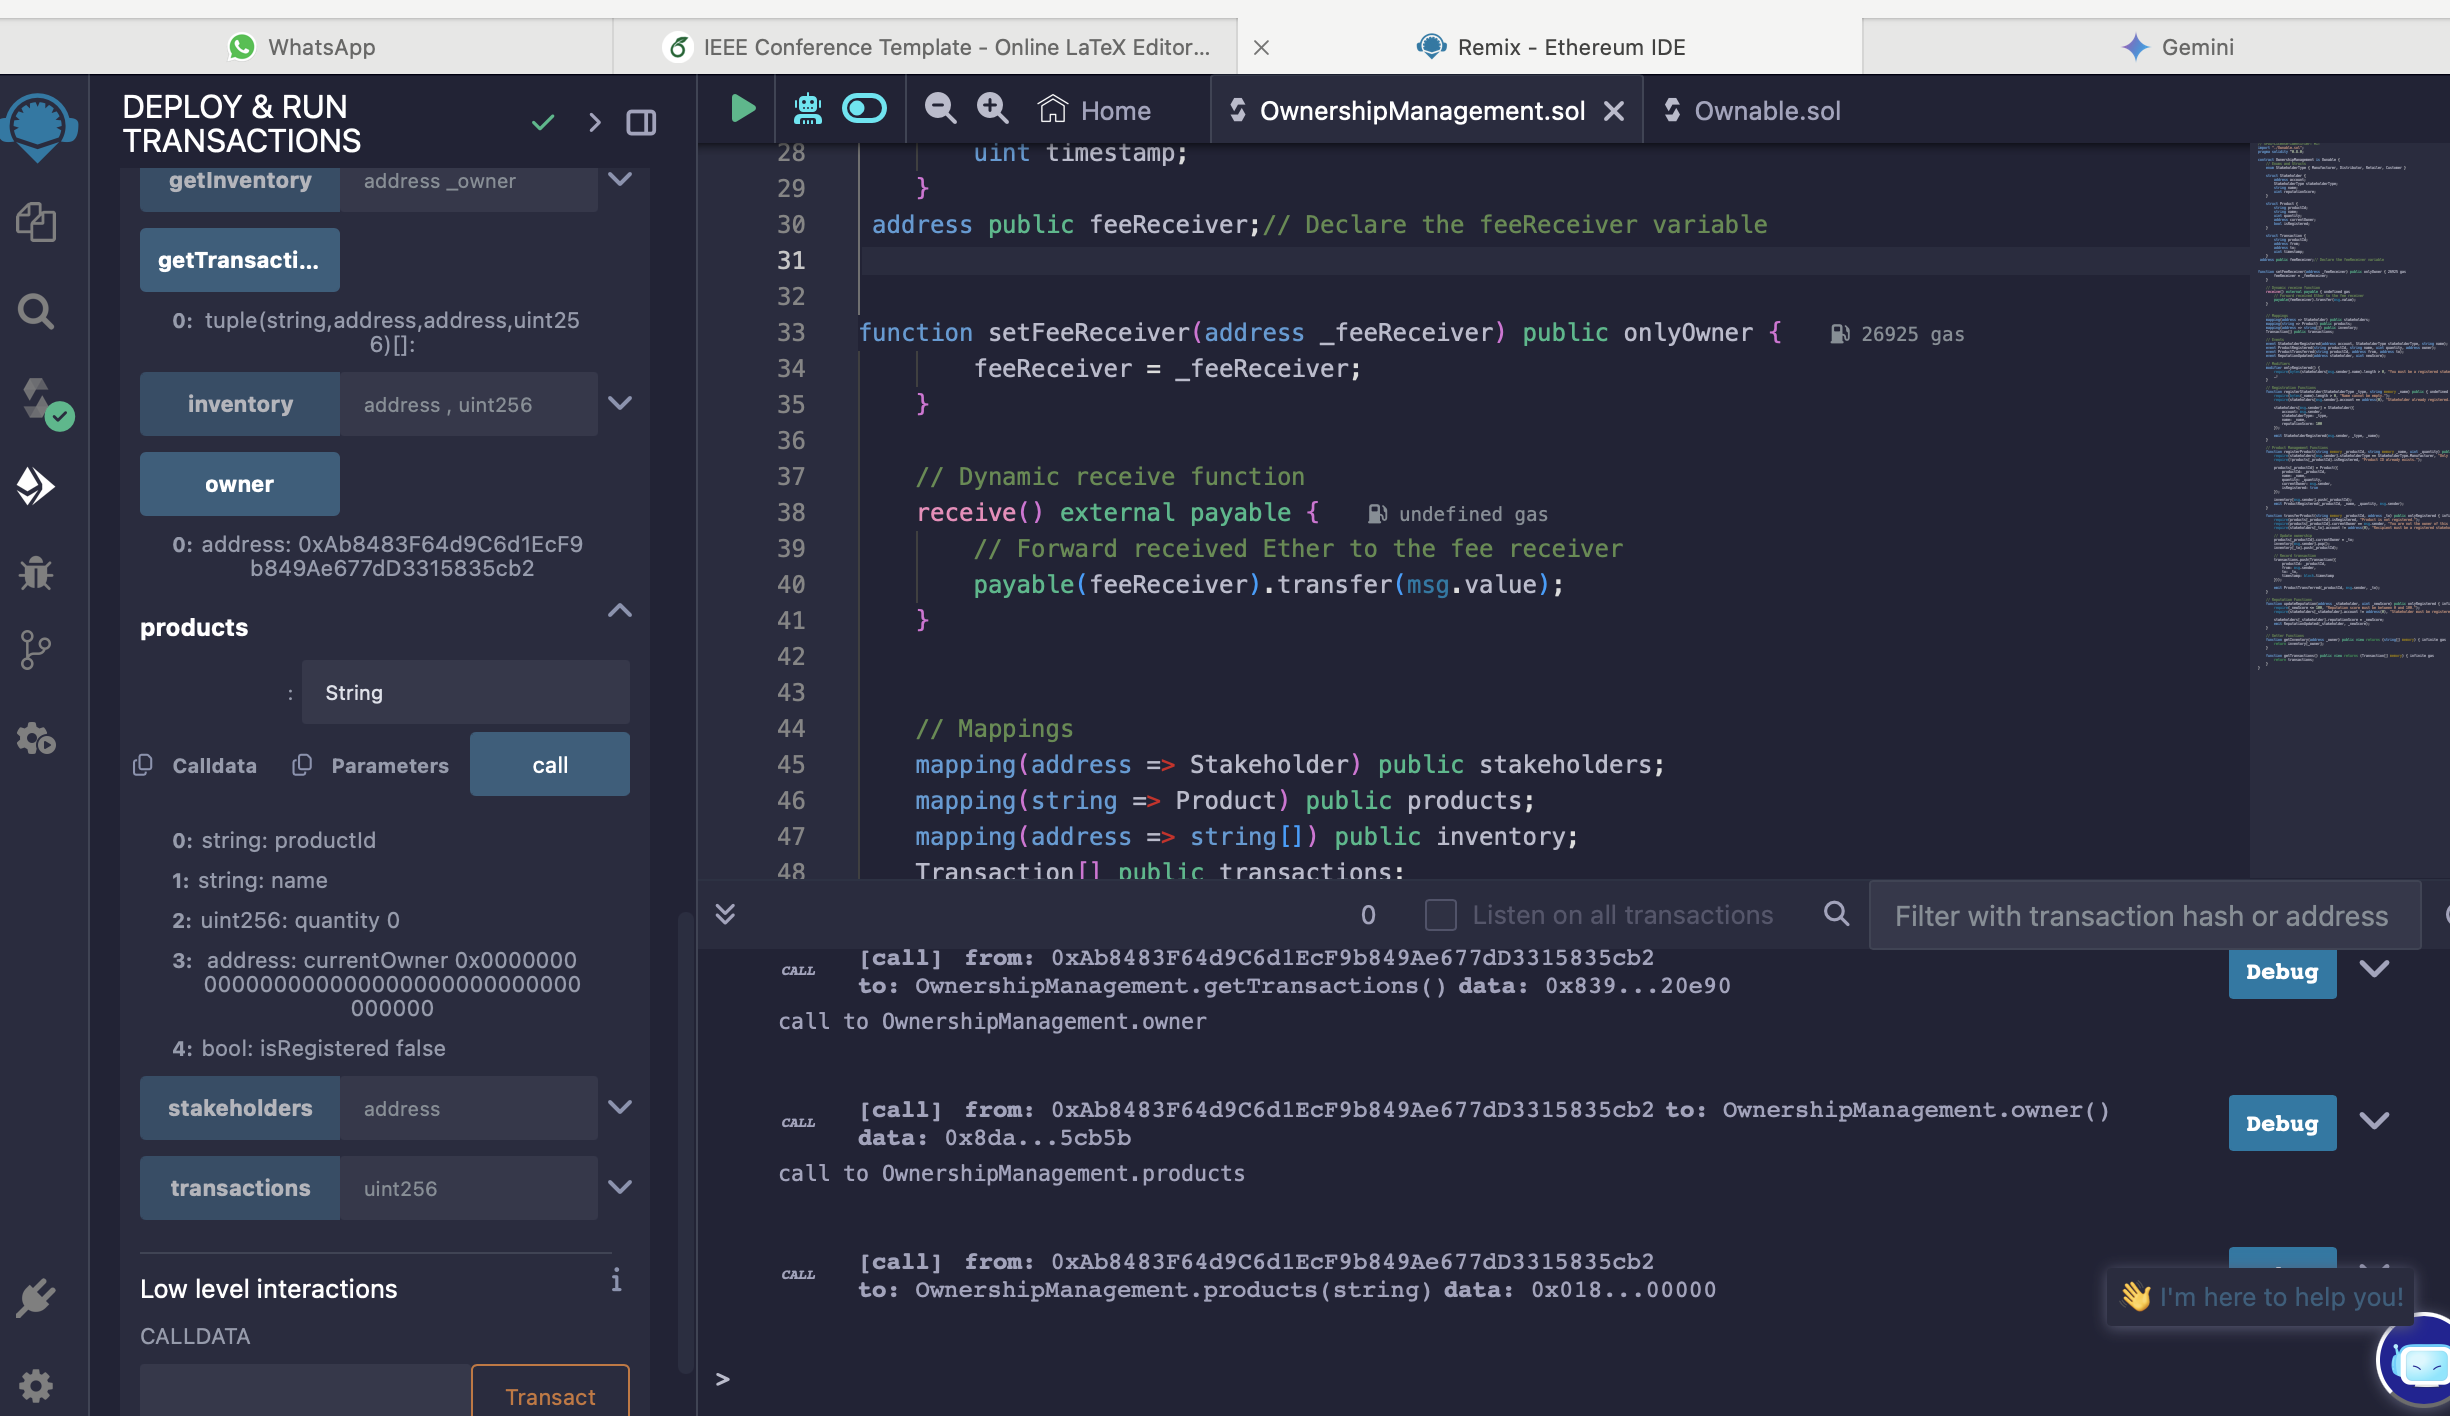 WhatsApp
IEEE Conference Template - Online LaTeX Editor...
Remix - Ethereum IDE
Gemini
DEPLOY & RUN
TRANSACTIONS
getInventory
address _owner
getTransacti...
0: tuple(string,address,address,uint25
6)[]:
inventory
address , uint256
owner
0: address: 0xAb8483F64d9C6d1EcF9
b849Ae677dD3315835cb2
products
: String
Calldata
Parameters
call
0: string: productId
1: string: name
2: uint256: quantity 0
3: address: currentOwner 0x0000000
000000000000000000000000000
000000
4: bool: isRegistered false
stakeholders
address
transactions
uint256
Low level interactions
i
CALLDATA
Transact
Home
OwnershipManagement.sol
Ownable.sol
28 uint timestamp;
29 }
30 address public feeReceiver;// Declare the feeReceiver variable
31
32
33 function setFeeReceiver(address _feeReceiver) public onlyOwner { 26925 gas
34 feeReceiver = _feeReceiver;
35 }
36
37 // Dynamic receive function
38 receive() external payable { undefined gas
39 // Forward received Ether to the fee receiver
40 payable(feeReceiver).transfer(msg.value);
41 }
42
43
44 // Mappings
45 mapping(address => Stakeholder) public stakeholders;
46 mapping(string => Product) public products;
47 mapping(address => string[]) public inventory;
48 Transaction[] public transactions;
0
Listen on all transactions
Filter with transaction hash or address
CALL
[call] from: 0xAb8483F64d9C6d1EcF9b849Ae677dD3315835cb2
to: OwnershipManagement.getTransactions() data: 0x839...20e90
Debug
call to OwnershipManagement.owner
CALL
[call] from: 0xAb8483F64d9C6d1EcF9b849Ae677dD3315835cb2 to: OwnershipManagement.owner()
data: 0x8da...5cb5b
Debug
call to OwnershipManagement.products
CALL
[call] from: 0xAb8483F64d9C6d1EcF9b849Ae677dD3315835cb2
to: OwnershipManagement.products(string) data: 0x018...00000
👋 I'm here to help you!
>